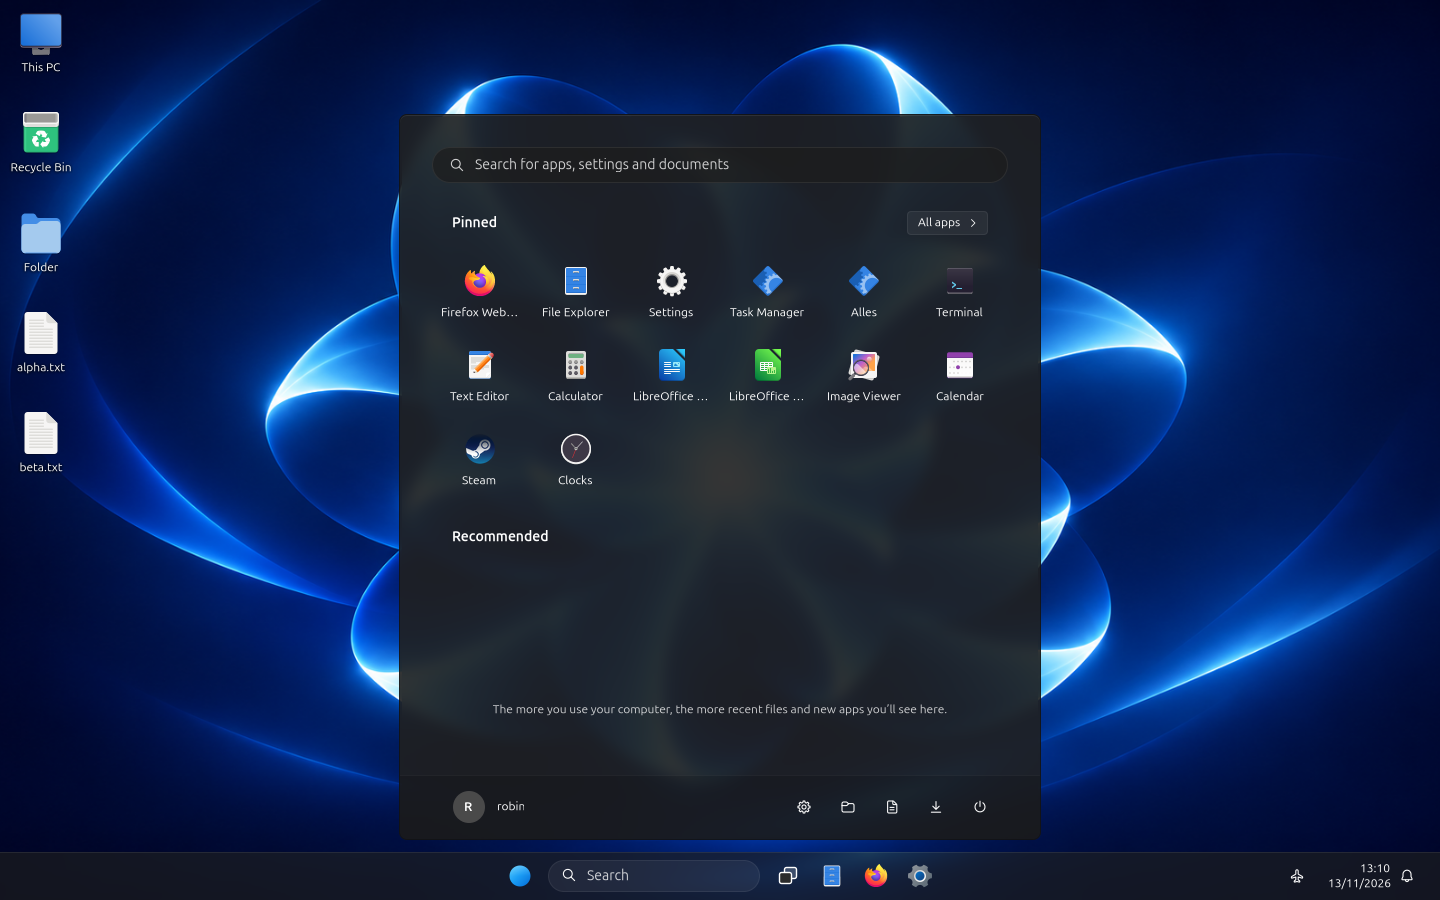 This PC
Recycle Bin
Folder
alpha.txt
beta.txt
Search for apps, settings and documents
Pinned
All apps
Firefox Web...
File Explorer
Settings
Task Manager
Alles
Terminal
Text Editor
Calculator
LibreOffice ...
LibreOffice ...
Image Viewer
Calendar
Steam
Clocks
Recommended
The more you use your computer, the more recent files and new apps you'll see here.
R
robin
Search
13:10
13/11/2026